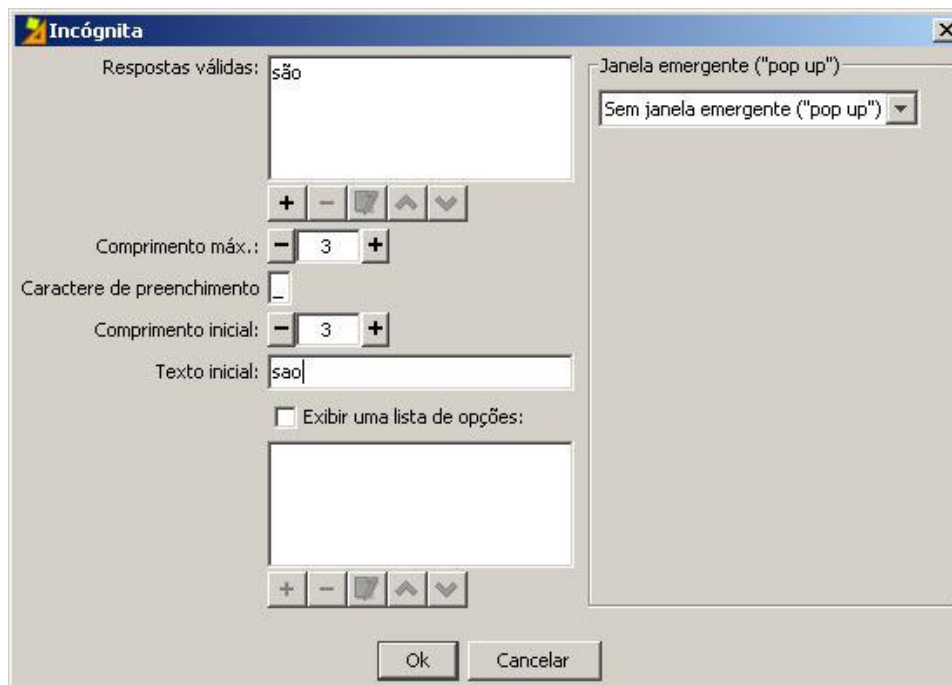 Incógnita
Respostas válidas:
são
Comprimento máx.:
3
Caractere de preenchimento
_
Comprimento inicial:
3
Texto inicial:
sao
Exibir uma lista de opções:
Janela emergente ("pop up")
Sem janela emergente ("pop up")
Ok
Cancelar